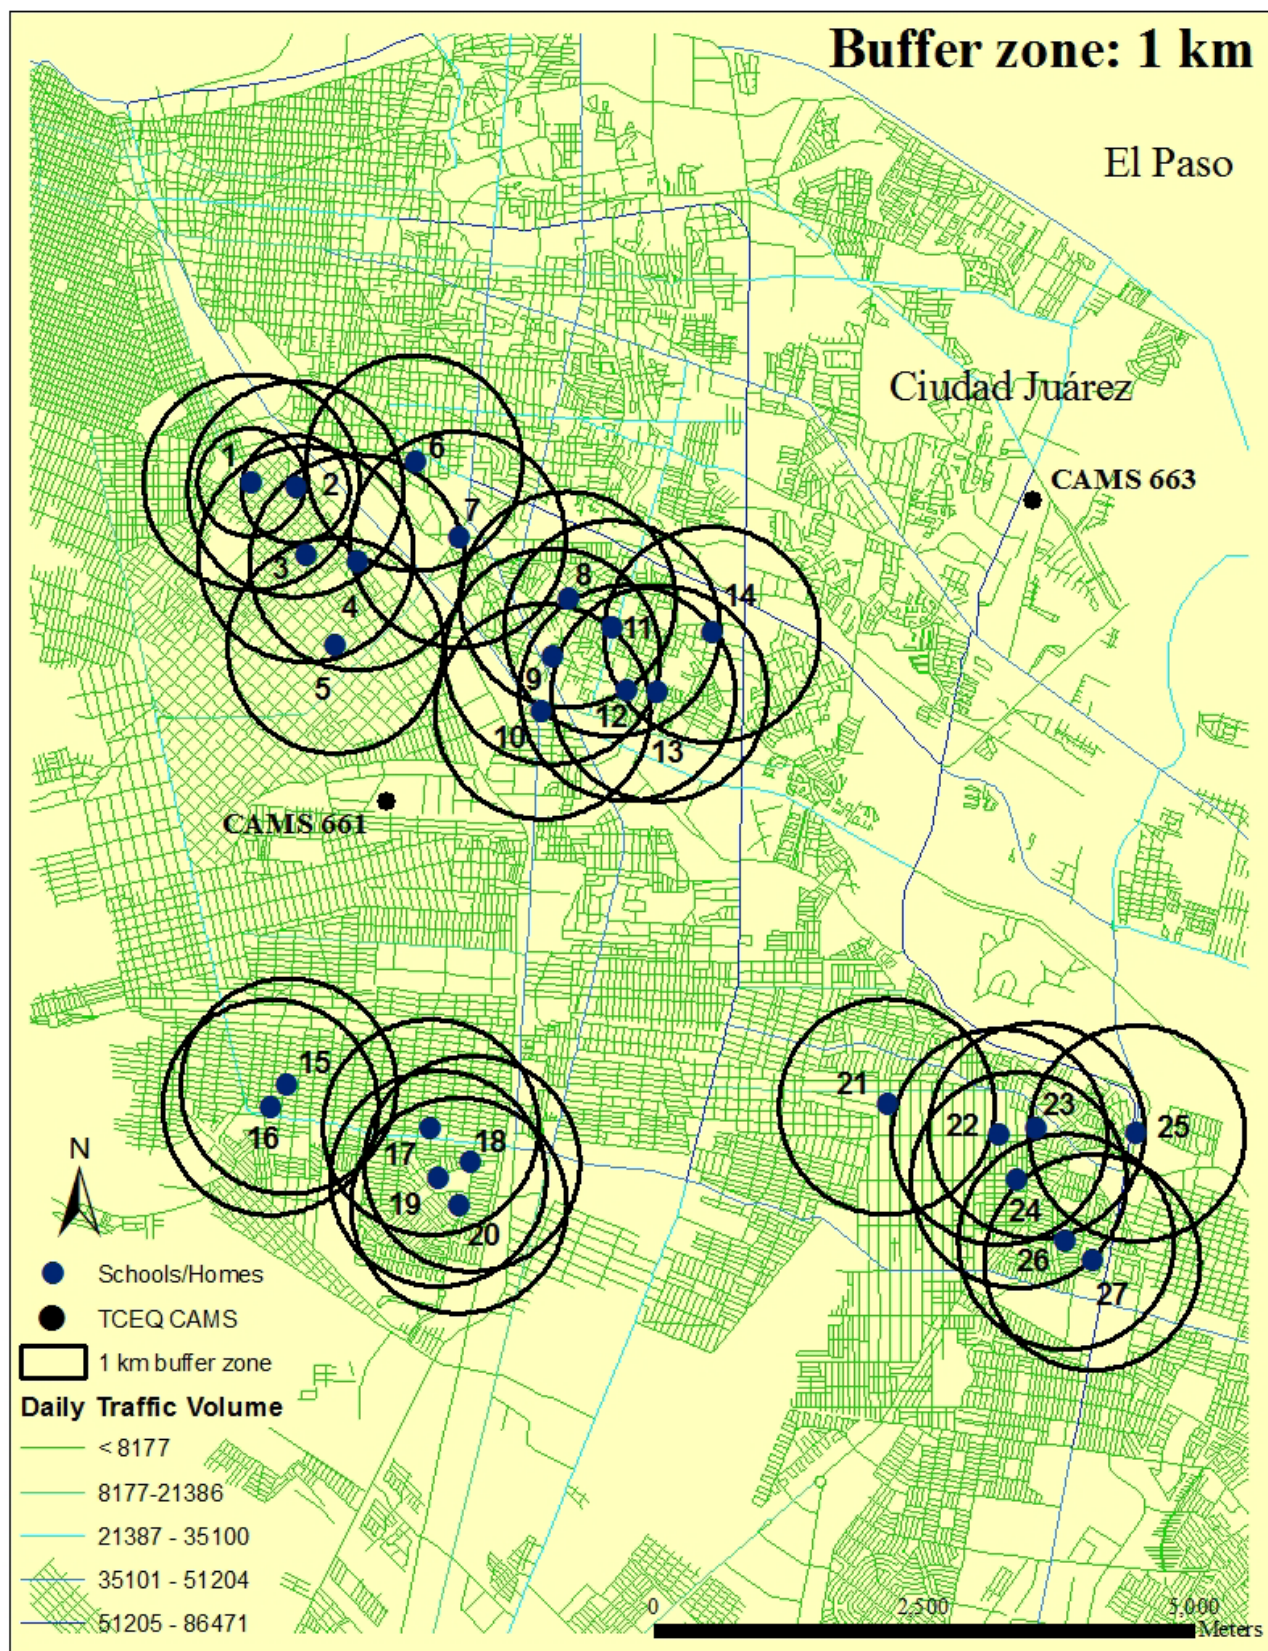 Buffer zone: 1 km
El Paso
Ciudad Juárez
CAMS 663
1
2
6
7
3
4
5
8
14
11
9
12
10
13
CAMS 661
15
16
17
18
19
20
21
22
23
25
24
26
27
N
Schools/Homes
TCEQ CAMS
1 km buffer zone
Daily Traffic Volume
< 8177
8177-21386
21387 - 35100
35101 - 51204
51205 - 86471
0 2,500 5,000
Meters